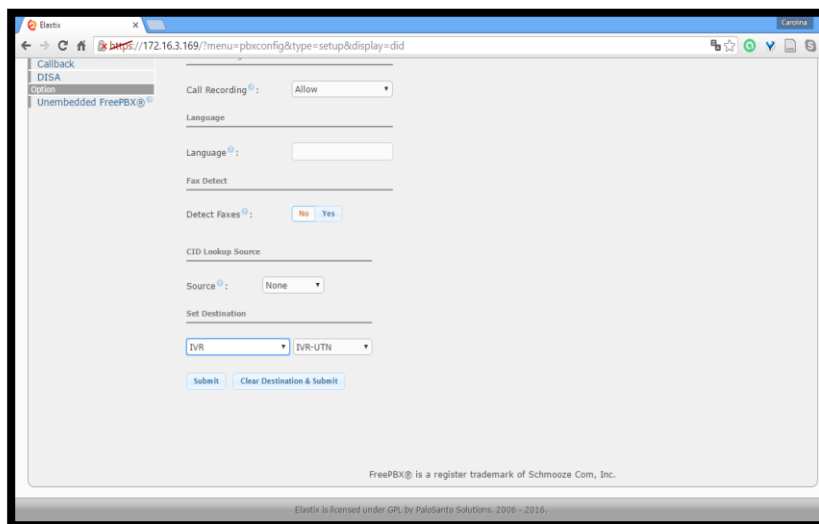 Elastix
Carolina
https://172.16.3.169/?menu=pbxconfig&type=setup&display=did
Callback
DISA
Option
Unembedded FreePBX®
Call Recording : Allow
Language
Language :
Fax Detect
Detect Faxes : No Yes
CID Lookup Source
Source : None
Set Destination
IVR IVR-UTN
Submit Clear Destination & Submit
FreePBX® is a register trademark of Schmooze Com, Inc.
Elastix is licensed under GPL by PaloSanto Solutions. 2006 - 2016.